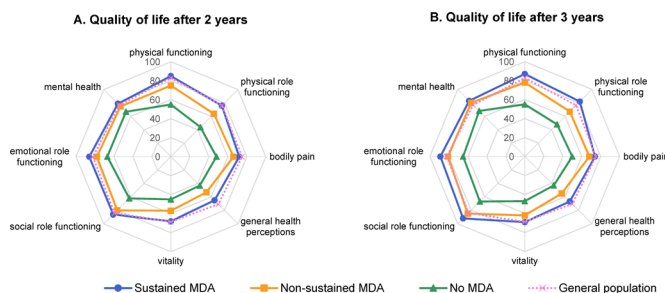 A. Quality of life after 2 years
physical functioning
100
80
60
40
20
0
physical role
functioning
bodily pain
general health
perceptions
vitality
social role functioning
emotional role
functioning
mental health
B. Quality of life after 3 years
physical functioning
100
80
60
40
20
0
physical role
functioning
bodily pain
general health
perceptions
vitality
social role functioning
emotional role
functioning
mental health
Sustained MDA
Non-sustained MDA
No MDA
General population